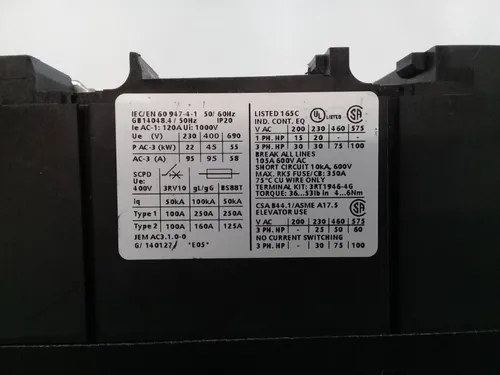 IEC/EN 60 947-4-1 50/ 60Hz
GB14048.4 / 50Hz IP20
Ie AC-1: 120A Ui: 1000V
Ue (V) 230 400 690
P AC-3 (kW) 22 45 55
AC-3 (A) 95 95 58
SCPD
Ue:
400V 3RV10 gL/gG BS88T
Iq 50kA 100kA 50kA
Type 1 100A 250A 250A
Type 2 100A 160A 125A
JEM AC3.1.0-0
G/ 140127/ *E05*
LISTED 165C UL LISTED SA
IND. CONT. EQ
V AC 200 230 460 575
1 PH. HP 15 20 - -
3 PH. HP 30 30 75 100
BREAK ALL LINES
105A 600V AC
SHORT CIRCUIT 10kA, 600V
MAX. RK5 FUSE/CB: 350A
75°C CU WIRE ONLY
TERMINAL KIT: 3RT1946-4G
TORQUE: 36...53lb in 4...6Nm
CSA B44.1/ASME A17.5 SA
ELEVATOR USE
V AC 200 230 460 575
3 PH. HP - 25 50 60
NO CURRENT SWITCHING
3 PH. HP - 30 75 100